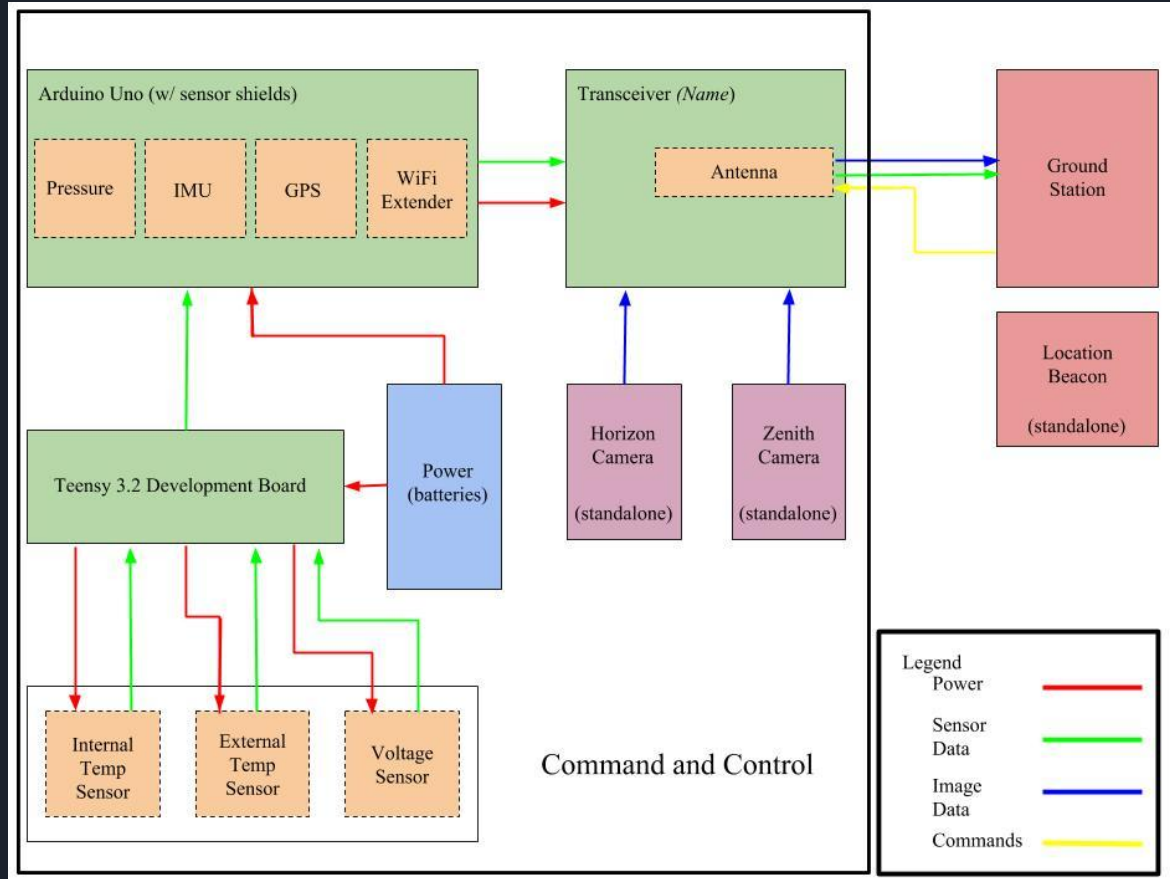 Arduino Uno (w/ sensor shields)
Pressure
IMU
GPS
WiFi
Extender
Transceiver (Name)
Antenna
Ground
Station
Location
Beacon
(standalone)
Horizon
Camera
(standalone)
Zenith
Camera
(standalone)
Power
(batteries)
Teensy 3.2 Development Board
Internal
Temp
Sensor
External
Temp
Sensor
Voltage
Sensor
Command and Control
Legend
Power
Sensor
Data
Image
Data
Commands